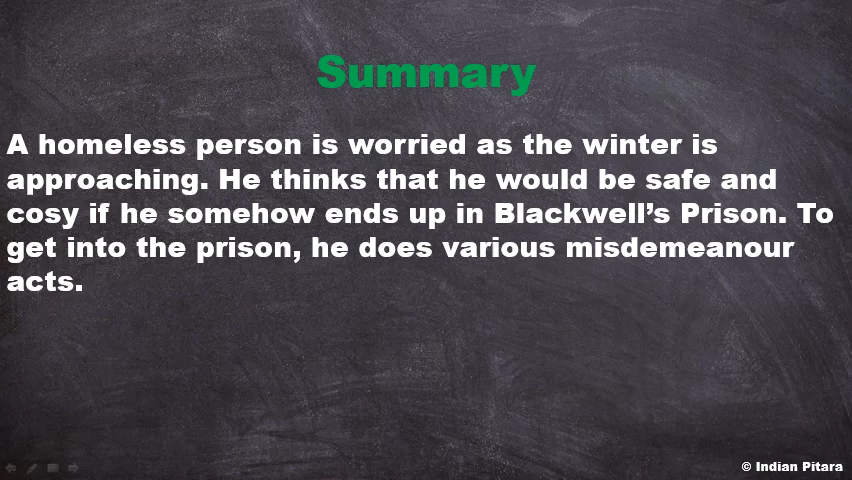 Summary
A homeless person is worried as the winter is
approaching. He thinks that he would be safe and
cosy if he somehow ends up in Blackwell’s Prison. To
get into the prison, he does various misdemeanour
acts.
© Indian Pitara